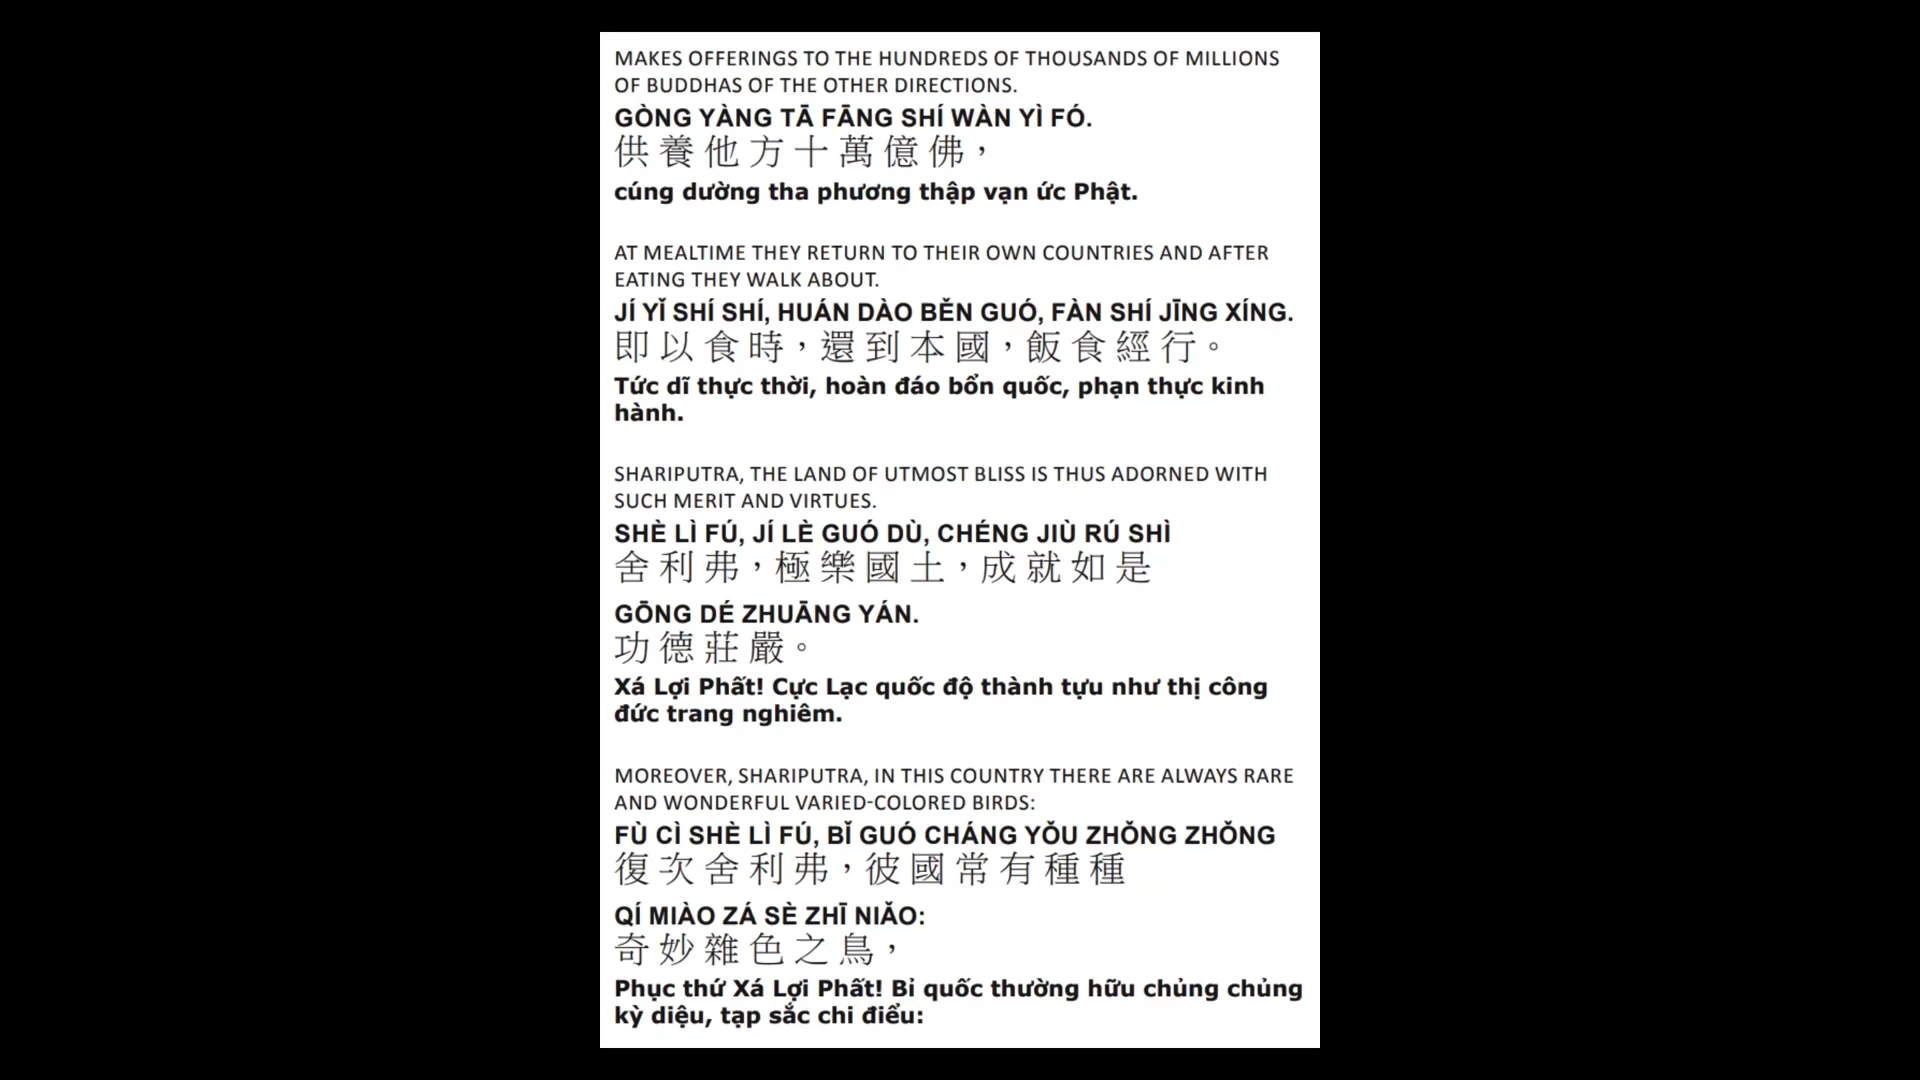 MAKES OFFERINGS TO THE HUNDREDS OF THOUSANDS OF MILLIONS
OF BUDDHAS OF THE OTHER DIRECTIONS.
GÒNG YÀNG TĀ FĀNG SHÍ WÀN YÌ FÓ.
供養他方十萬億佛，
cúng dường tha phương thập vạn ức Phật.
AT MEALTIME THEY RETURN TO THEIR OWN COUNTRIES AND AFTER
EATING THEY WALK ABOUT.
JÍ YǏ SHÍ SHÍ, HUÁN DÀO BĚN GUÓ, FÀN SHÍ JĪNG XÍNG.
即以食時，還到本國，飯食經行。
Tức dĩ thực thời, hoàn đáo bổn quốc, phạn thực kinh
hành.
SHARIPUTRA, THE LAND OF UTMOST BLISS IS THUS ADORNED WITH
SUCH MERIT AND VIRTUES.
SHÈ LÌ FÚ, JÍ LÈ GUÓ DÙ, CHÉNG JIÙ RÚ SHÌ
舍利弗，極樂國土，成就如是
GŌNG DÉ ZHUĀNG YÁN.
功德莊嚴。
Xá Lợi Phất! Cực Lạc quốc độ thành tựu như thị công
đức trang nghiêm.
MOREOVER, SHARIPUTRA, IN THIS COUNTRY THERE ARE ALWAYS RARE
AND WONDERFUL VARIED-COLORED BIRDS:
FÙ CÌ SHÈ LÌ FÚ, BǏ GUÓ CHÁNG YǑU ZHǑNG ZHǑNG
復次舍利弗，彼國常有種種
QÍ MIÀO ZÁ SÈ ZHĪ NIǍO:
奇妙雜色之鳥，
Phục thứ Xá Lợi Phất! Bỉ quốc thường hữu chủng chủng
kỳ diệu, tạp sắc chi điểu: